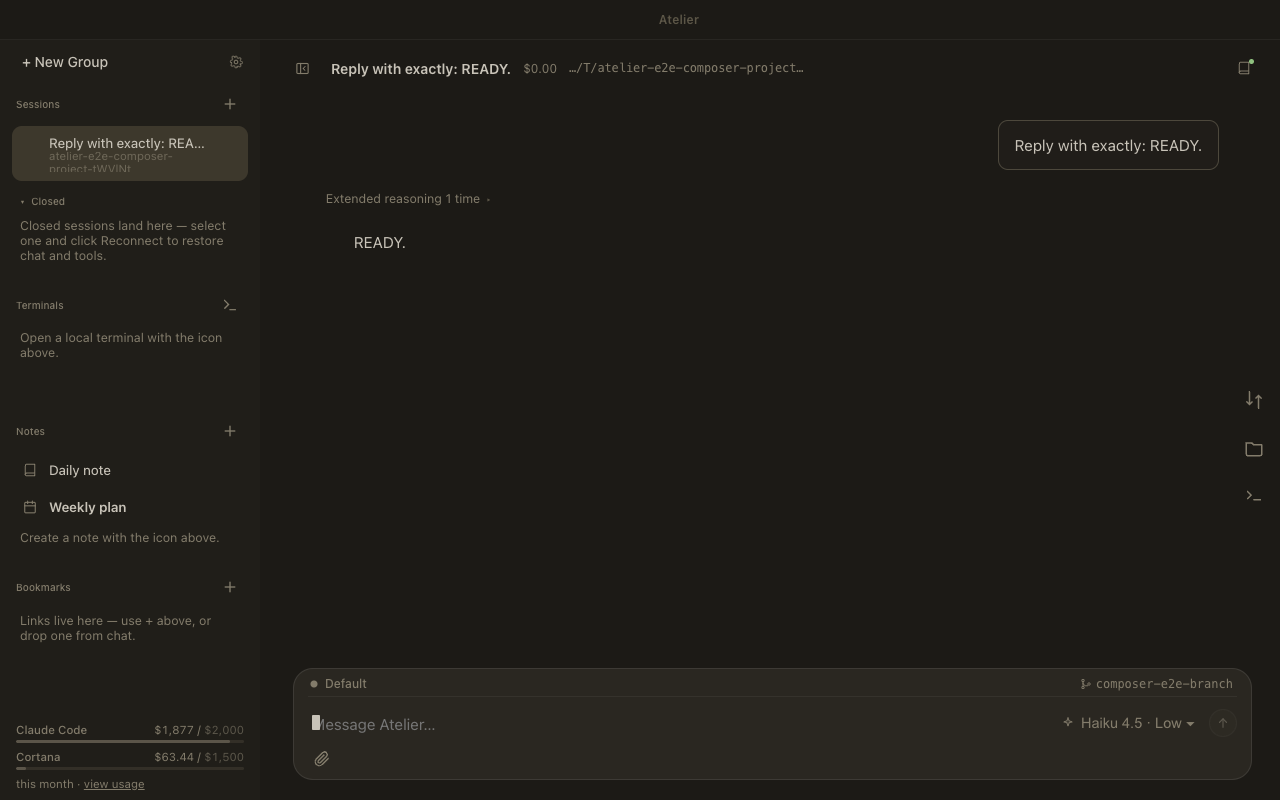 Atelier
+ New Group
Sessions
Reply with exactly: REA...
atelier-e2e-composer-
project-tWVlNt
Closed
Closed sessions land here — select
one and click Reconnect to restore
chat and tools.
Terminals
Open a local terminal with the icon
above.
Notes
Daily note
Weekly plan
Create a note with the icon above.
Bookmarks
Links live here — use + above, or
drop one from chat.
Claude Code $1,877 / $2,000
Cortana $63.44 / $1,500
this month · view usage
Reply with exactly: READY. $0.00 …/T/atelier-e2e-composer-project…
Reply with exactly: READY.
Extended reasoning 1 time
READY.
Default composer-e2e-branch
Message Atelier...
Haiku 4.5 · Low